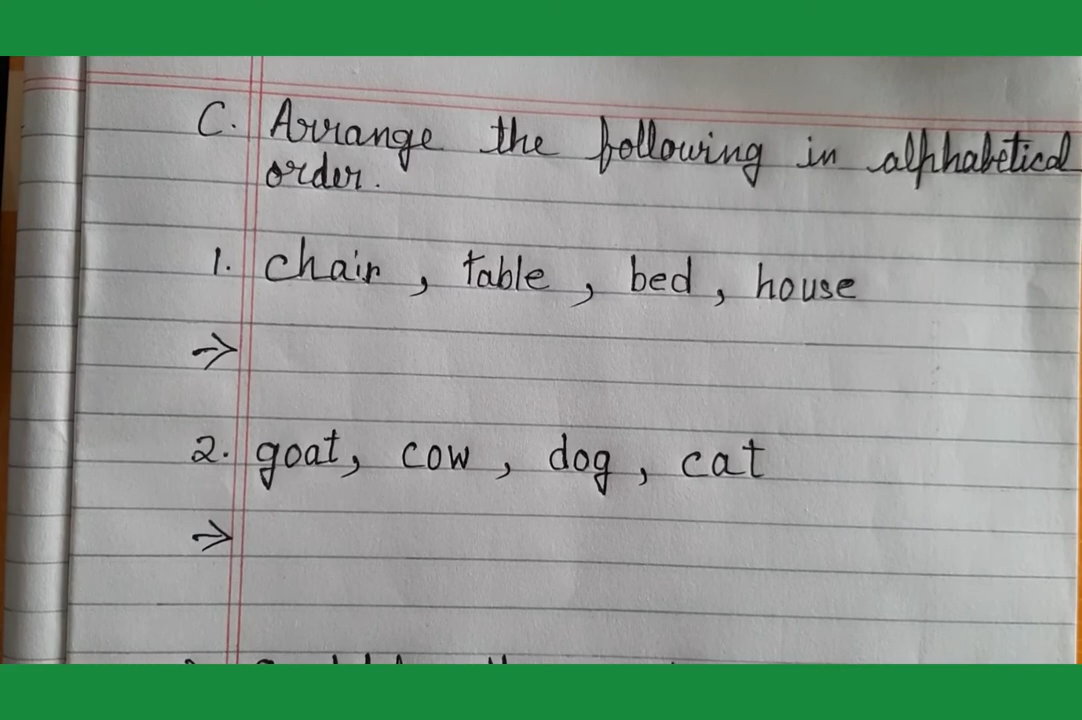 C. Arrange the following in alphabetical
order.
1. chair, table, bed, house
⇒
2. goat, cow, dog, cat
⇒